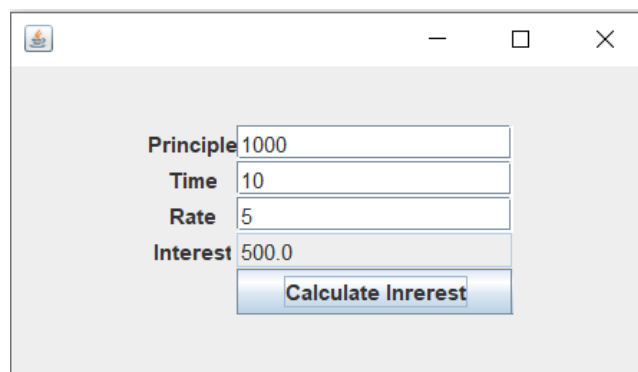 Principle 1000
Time 10
Rate 5
Interest 500.0
Calculate Inrerest